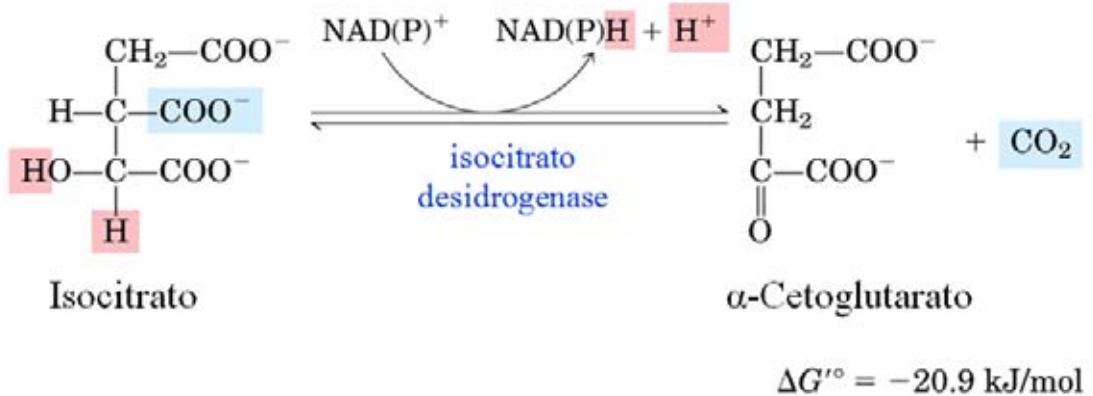 NAD(P)⁺ NAD(P)H + H⁺
CH₂—COO⁻
H—C—COO⁻
HO—C—COO⁻
H
Isocitrato
isocitrato
desidrogenase
CH₂—COO⁻
CH₂
C—COO⁻
O
+ CO₂
α-Cetoglutarato
ΔG′° = −20.9 kJ/mol